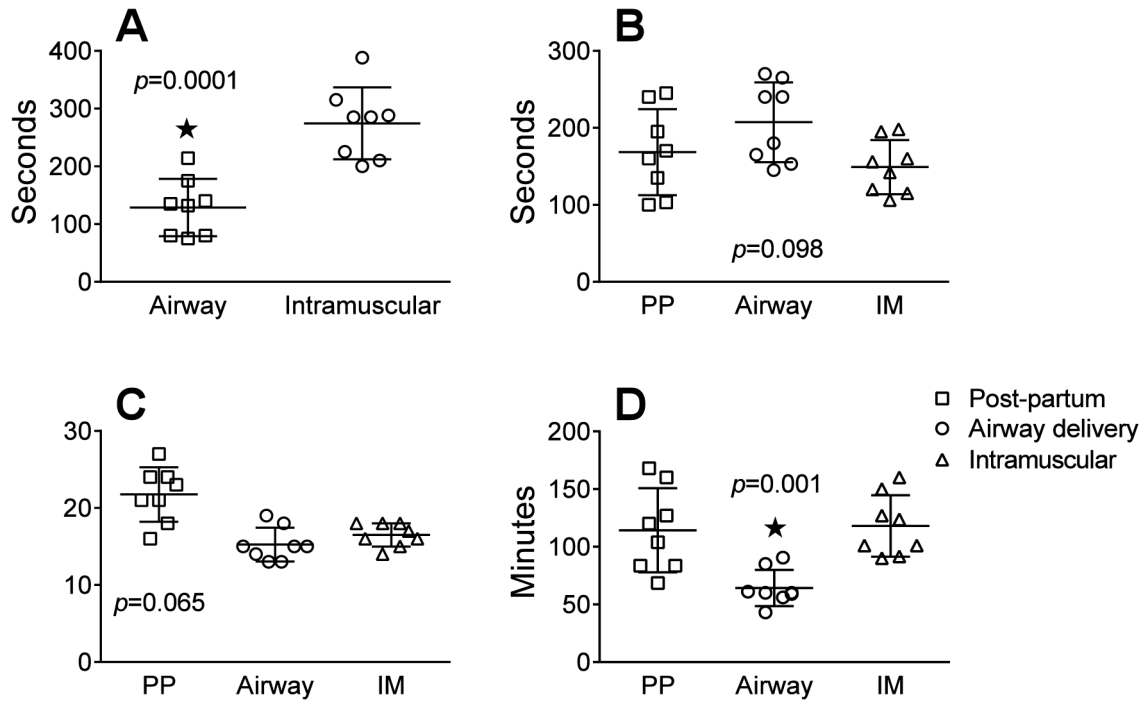 A
Seconds
400
300
200
100
0
p=0.0001
Airway
Intramuscular
B
Seconds
300
200
100
0
p=0.098
PP
Airway
IM
C
30
20
10
0
p=0.065
PP
Airway
IM
D
Minutes
200
150
100
50
0
p=0.001
PP
Airway
IM
Post-partum
Airway delivery
Intramuscular